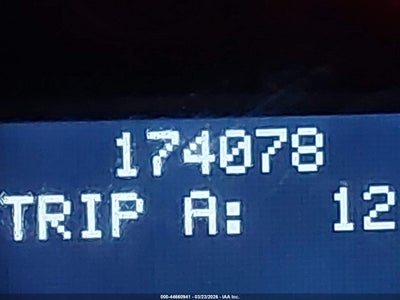 174078
TRIP A: 12
000-44660941 - 03/23/2026 - IAA Inc.